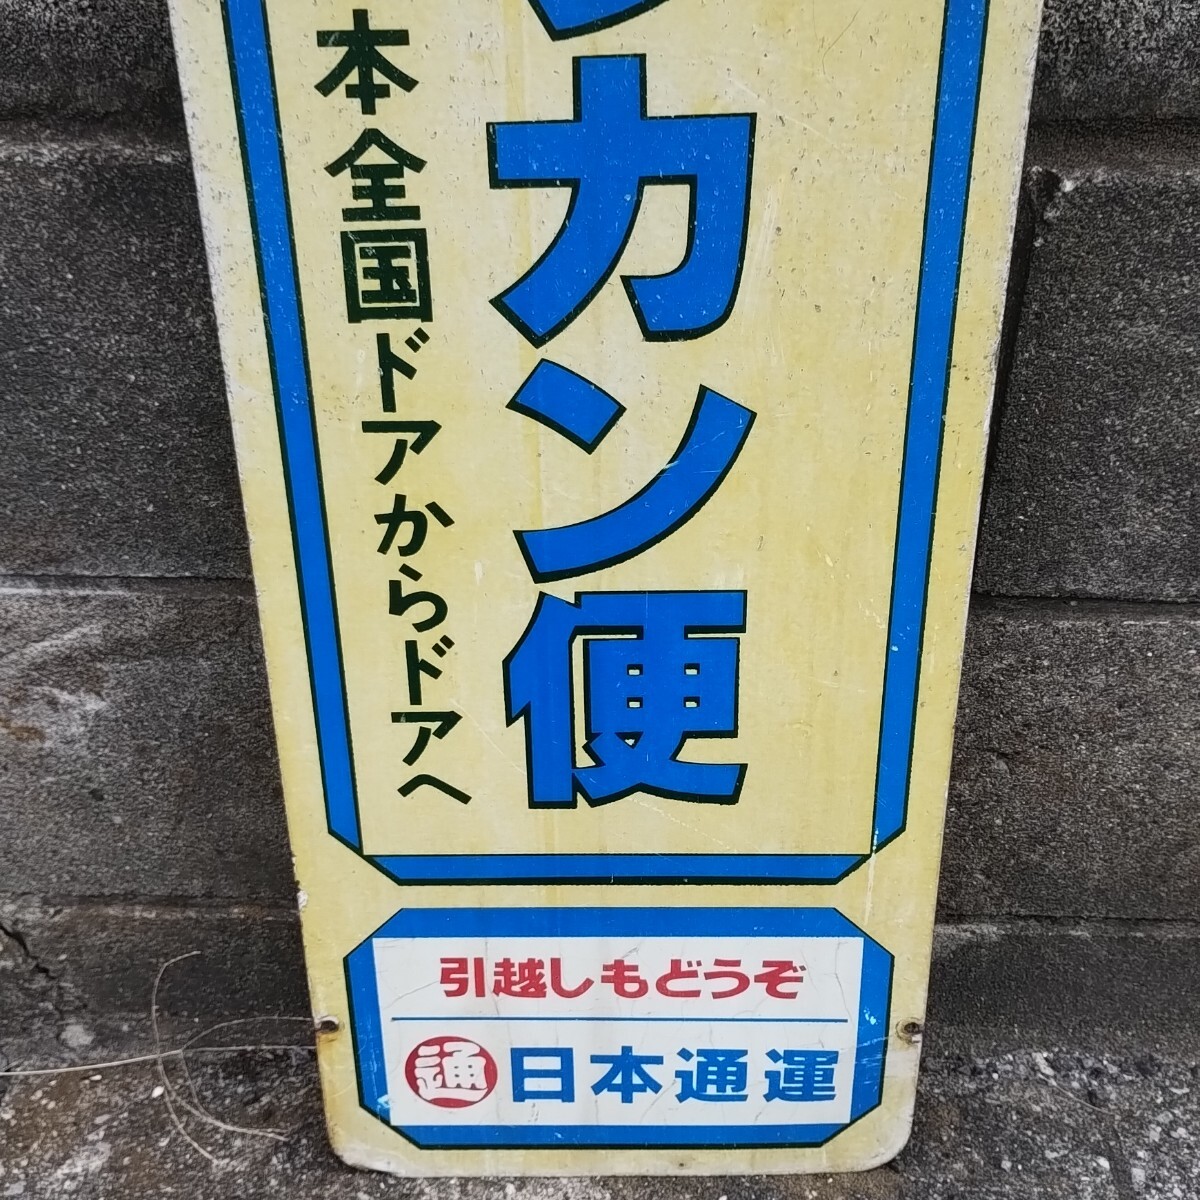 カン便
本全国ドアからドアへ
引越しもどうぞ
通 日本通運